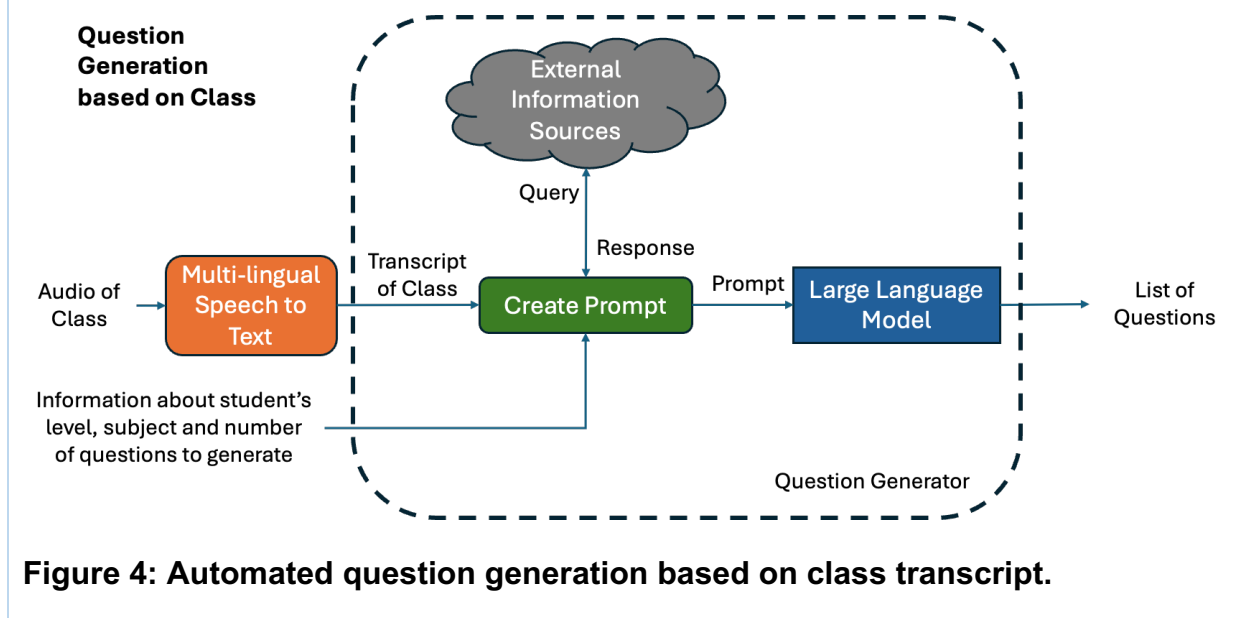 Question
Generation
based on Class
External
Information
Sources
Query
Response
Audio of
Class
Multi-lingual
Speech to
Text
Transcript
of Class
Create Prompt
Prompt
Large Language
Model
List of
Questions
Information about student’s
level, subject and number
of questions to generate
Question Generator
Figure 4: Automated question generation based on class transcript.